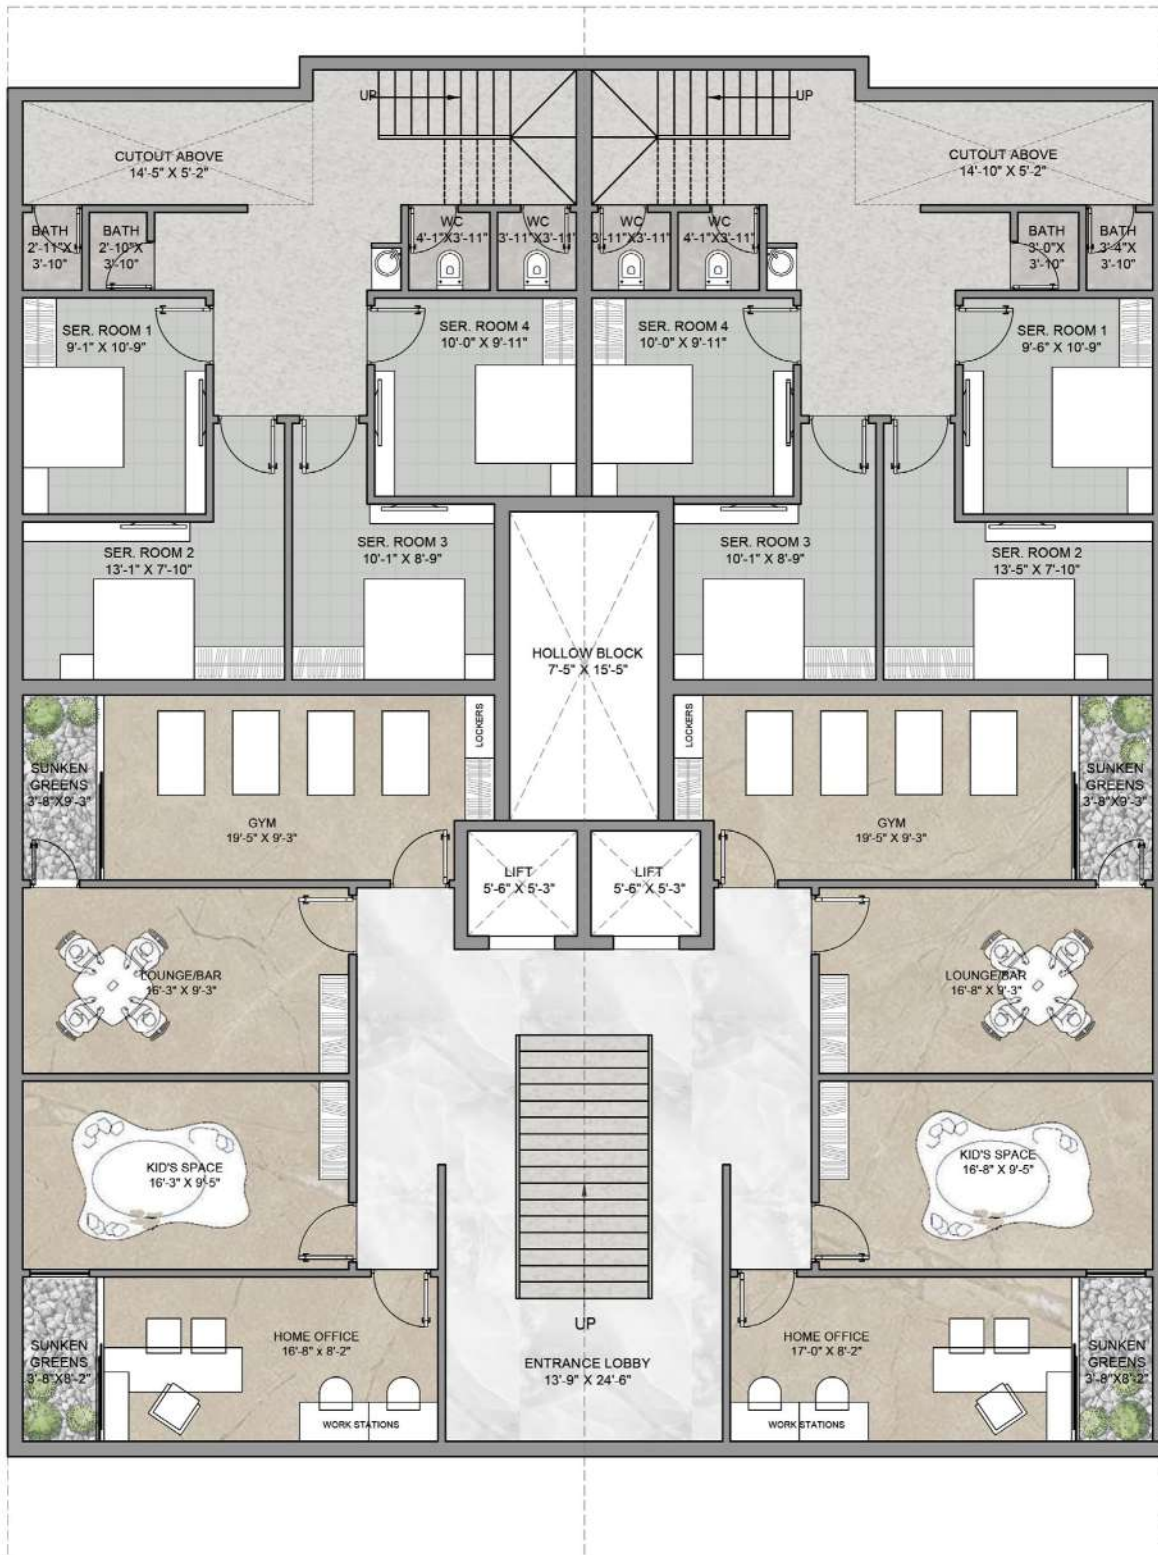 UP
UP
CUTOUT ABOVE
14'-5" X 5'-2"
CUTOUT ABOVE
14'-10" X 5'-2"
BATH
2'-11"X
3'-10"
BATH
2'-10"X
3'-10"
WC
4'-1"X3'-11"
WC
3'-11"X3'-11"
WC
3'-11"X3'-11"
WC
4'-1"X3'-11"
BATH
3'-0"X
3'-10"
BATH
3'-4"X
3'-10"
SER. ROOM 1
9'-1" X 10'-9"
SER. ROOM 4
10'-0" X 9'-11"
SER. ROOM 4
10'-0" X 9'-11"
SER. ROOM 1
9'-6" X 10'-9"
SER. ROOM 2
13'-1" X 7'-10"
SER. ROOM 3
10'-1" X 8'-9"
SER. ROOM 3
10'-1" X 8'-9"
SER. ROOM 2
13'-5" X 7'-10"
HOLLOW BLOCK
7'-5" X 15'-5"
LOCKERS
LOCKERS
SUNKEN
GREENS
3'-8"X9'-3"
GYM
19'-5" X 9'-3"
GYM
19'-5" X 9'-3"
SUNKEN
GREENS
3'-8"X9'-3"
LIFT
5'-6" X 5'-3"
LIFT
5'-6" X 5'-3"
LOUNGE/BAR
16'-3" X 9'-3"
LOUNGE/BAR
16'-8" X 9'-3"
KID'S SPACE
16'-3" X 9'-5"
KID'S SPACE
16'-8" X 9'-5"
UP
SUNKEN
GREENS
3'-8"X8'-2"
HOME OFFICE
16'-8" x 8'-2"
WORK STATIONS
ENTRANCE LOBBY
13'-9" X 24'-6"
HOME OFFICE
17'-0" X 8'-2"
WORK STATIONS
SUNKEN
GREENS
3'-8"X8'-2"